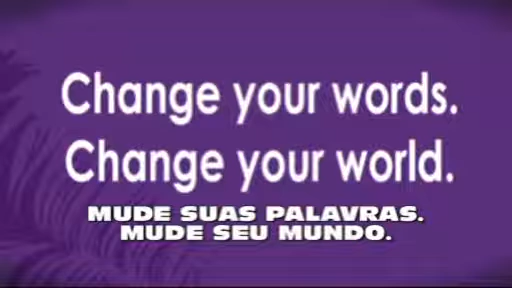 Change your words.
Change your world.
MUDE SUAS PALAVRAS.
MUDE SEU MUNDO.